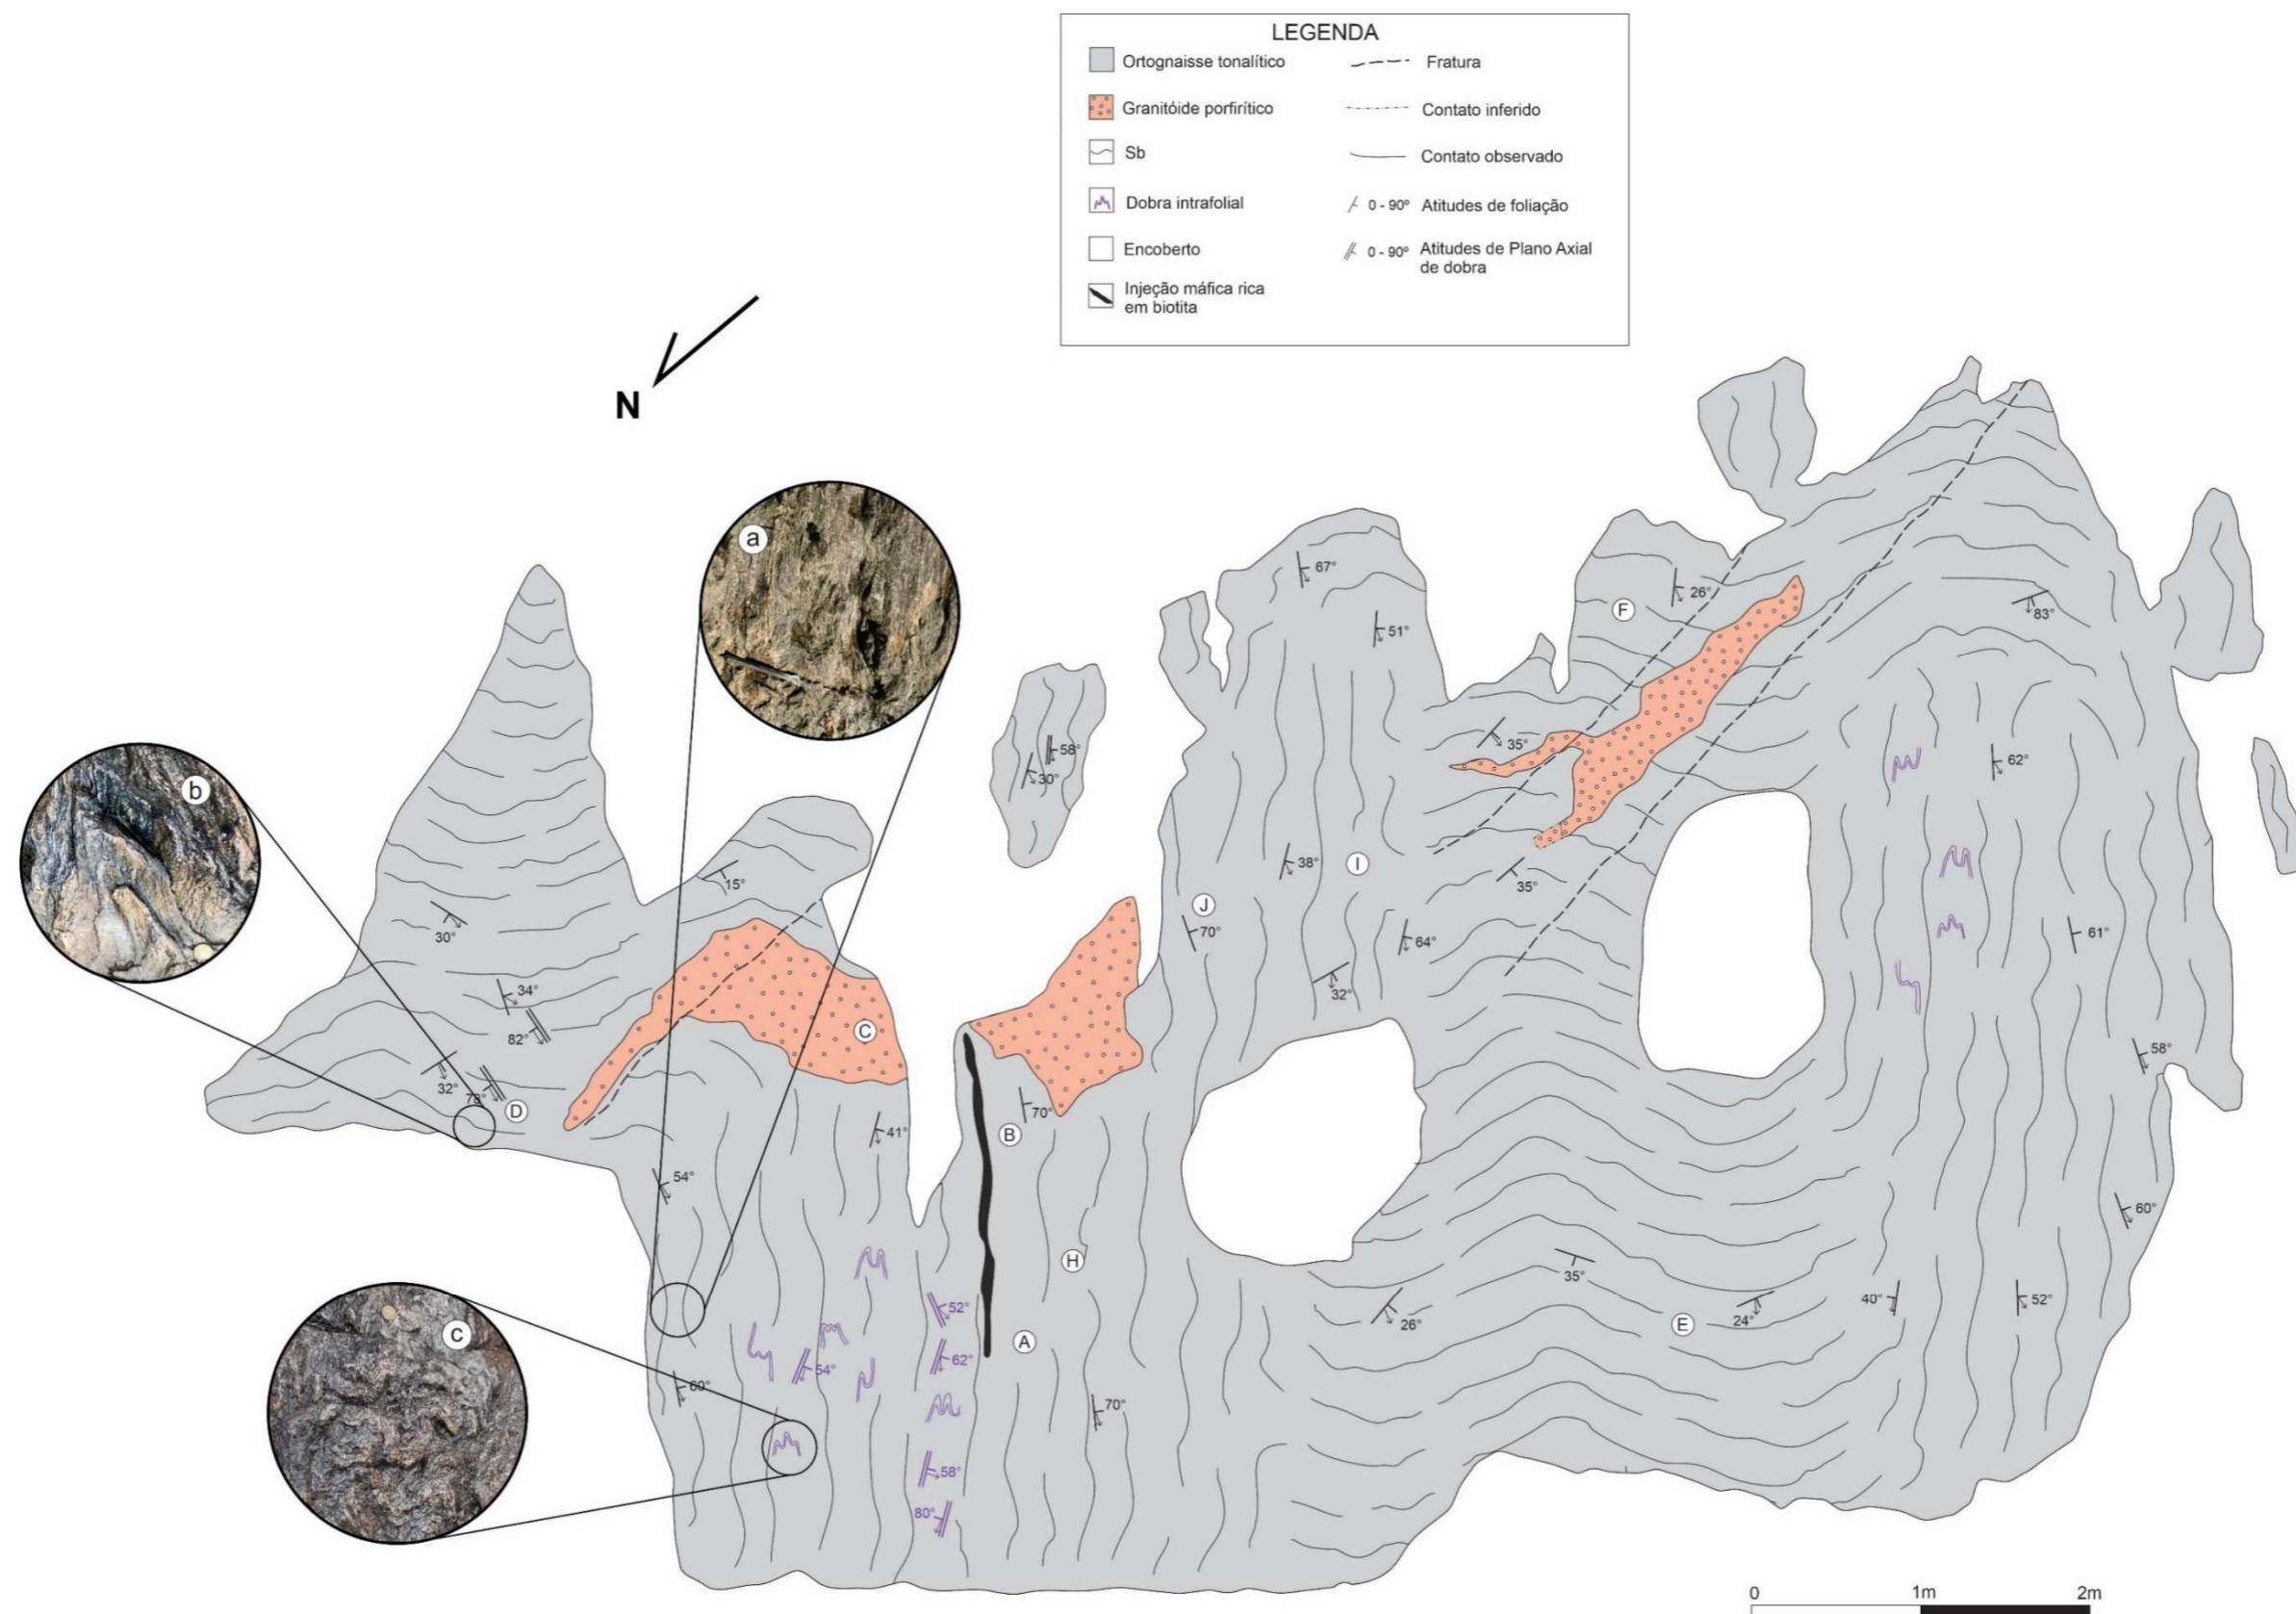 LEGENDA
Ortognaisse tonalítico
Granitóide porfirítico
Sb
Dobra intrafolial
Encoberto
Injeção máfica rica
em biotita
Fratura
Contato inferido
Contato observado
0 - 90º Atitudes de foliação
0 - 90º Atitudes de Plano Axial
de dobra
N
a
b
c
67°
51°
F
26°
83°
35°
58°
30°
62°
38°
I
35°
15°
J
70°
64°
61°
30°
34°
82°
C
32°
58°
32°
78°
D
70°
B
41°
54°
60°
H
35°
52°
26°
E
24°
40°
52°
A
62°
54°
60°
70°
58°
80°
0 1m 2m